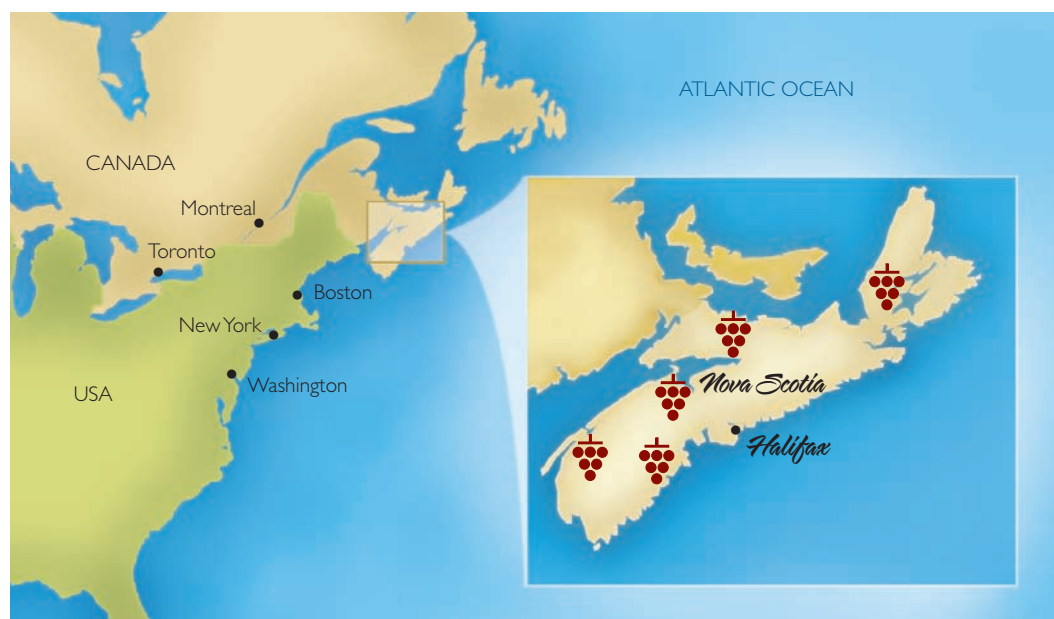 ATLANTIC OCEAN
CANADA
Montreal
Toronto
Boston
New York
Washington
USA
Nova Scotia
Halifax